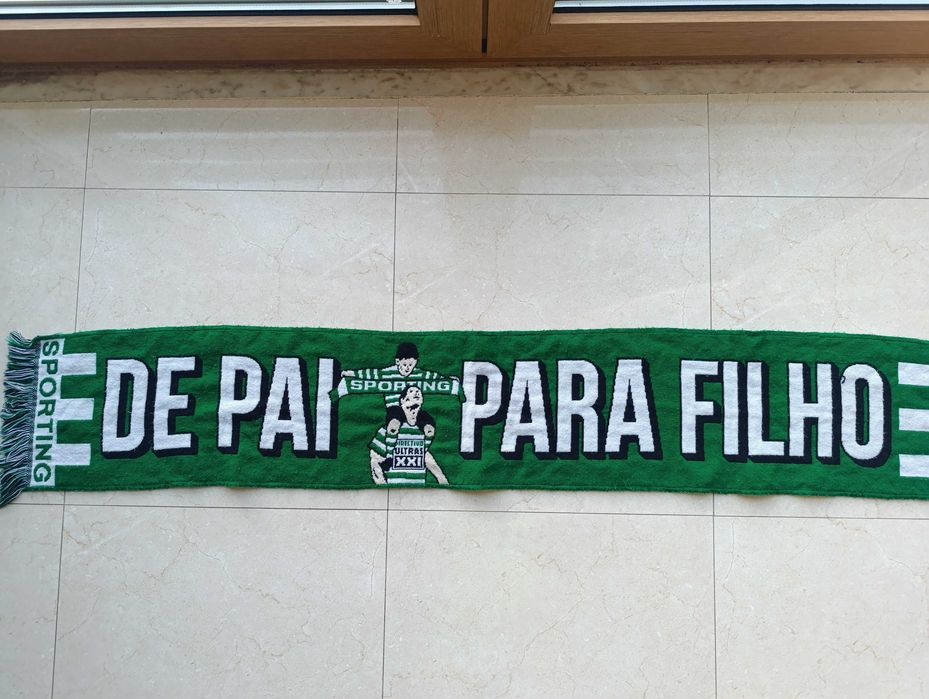 SPORTING
DE PAI
SPORTING
DIRECTIVO
ULTRAS
XXI
PARA FILHO